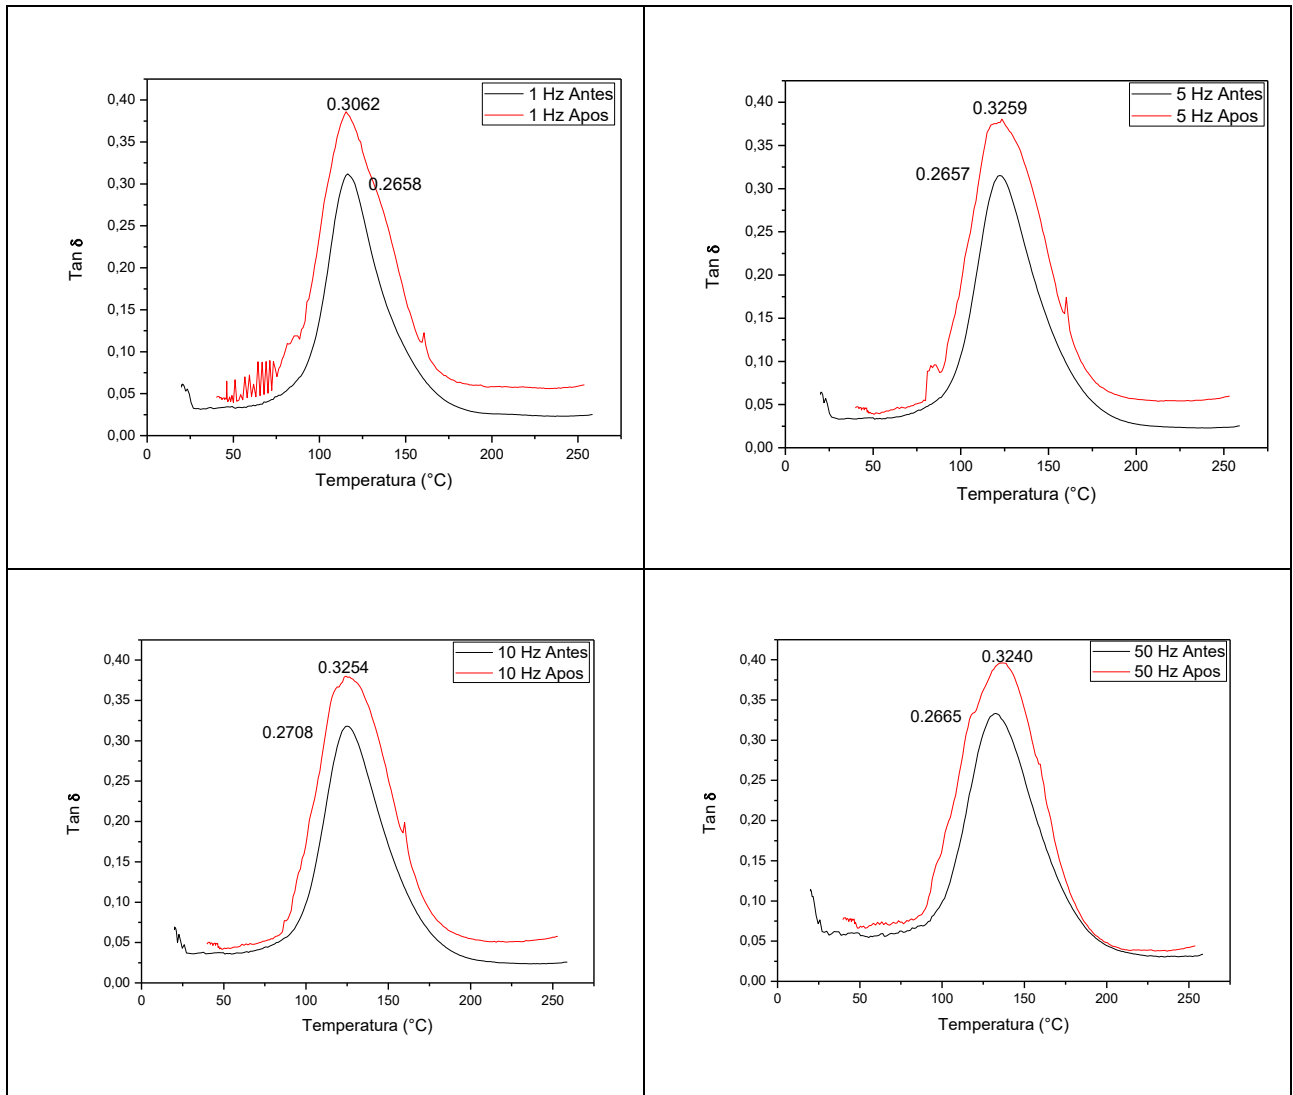 1 Hz Antes
1 Hz Apos
0.3062
0.2658
0,40
0,35
0,30
0,25
0,20
0,15
0,10
0,05
0,00
Tan δ
0 50 100 150 200 250
Temperatura (°C)
5 Hz Antes
5 Hz Apos
0.3259
0.2657
0,40
0,35
0,30
0,25
0,20
0,15
0,10
0,05
0,00
Tan δ
0 50 100 150 200 250
Temperatura (°C)
10 Hz Antes
10 Hz Apos
0.3254
0.2708
0,40
0,35
0,30
0,25
0,20
0,15
0,10
0,05
0,00
Tan δ
0 50 100 150 200 250
Temperatura (°C)
50 Hz Antes
50 Hz Apos
0.3240
0.2665
0,40
0,35
0,30
0,25
0,20
0,15
0,10
0,05
0,00
Tan δ
0 50 100 150 200 250
Temperatura (°C)